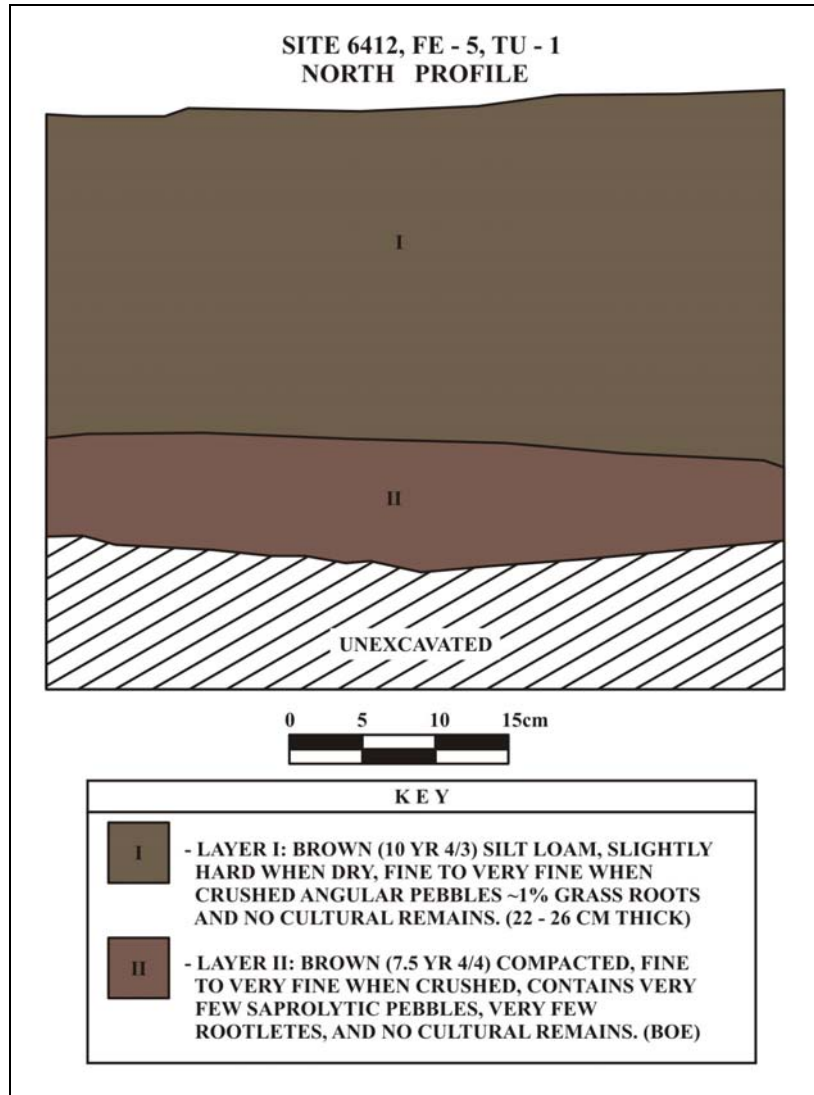 SITE 6412, FE - 5, TU - 1
NORTH PROFILE
I
II
UNEXCAVATED
0 5 10 15cm
KEY
I
- LAYER I: BROWN (10 YR 4/3) SILT LOAM, SLIGHTLY
HARD WHEN DRY, FINE TO VERY FINE WHEN
CRUSHED ANGULAR PEBBLES ~1% GRASS ROOTS
AND NO CULTURAL REMAINS. (22 - 26 CM THICK)
II
- LAYER II: BROWN (7.5 YR 4/4) COMPACTED, FINE
TO VERY FINE WHEN CRUSHED, CONTAINS VERY
FEW SAPROLYTIC PEBBLES, VERY FEW
ROOTLETES, AND NO CULTURAL REMAINS. (BOE)